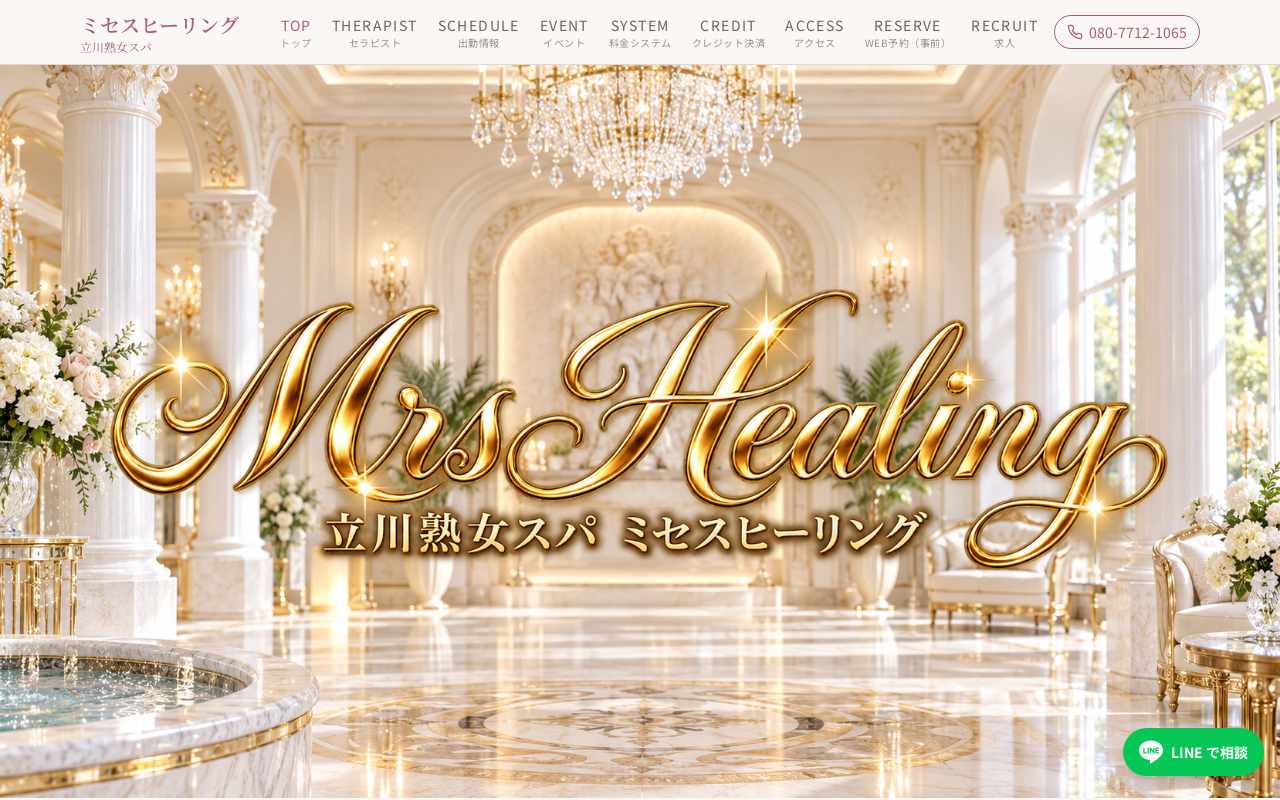 ミセスヒーリング
立川熟女スパ
TOP
トップ
THERAPIST
セラピスト
SCHEDULE
出勤情報
EVENT
イベント
SYSTEM
料金システム
CREDIT
クレジット決済
ACCESS
アクセス
RESERVE
WEB予約（事前）
RECRUIT
求人
080-7712-1065
Mrs Healing
立川熟女スパ ミセスヒーリング
LINE
LINE で相談